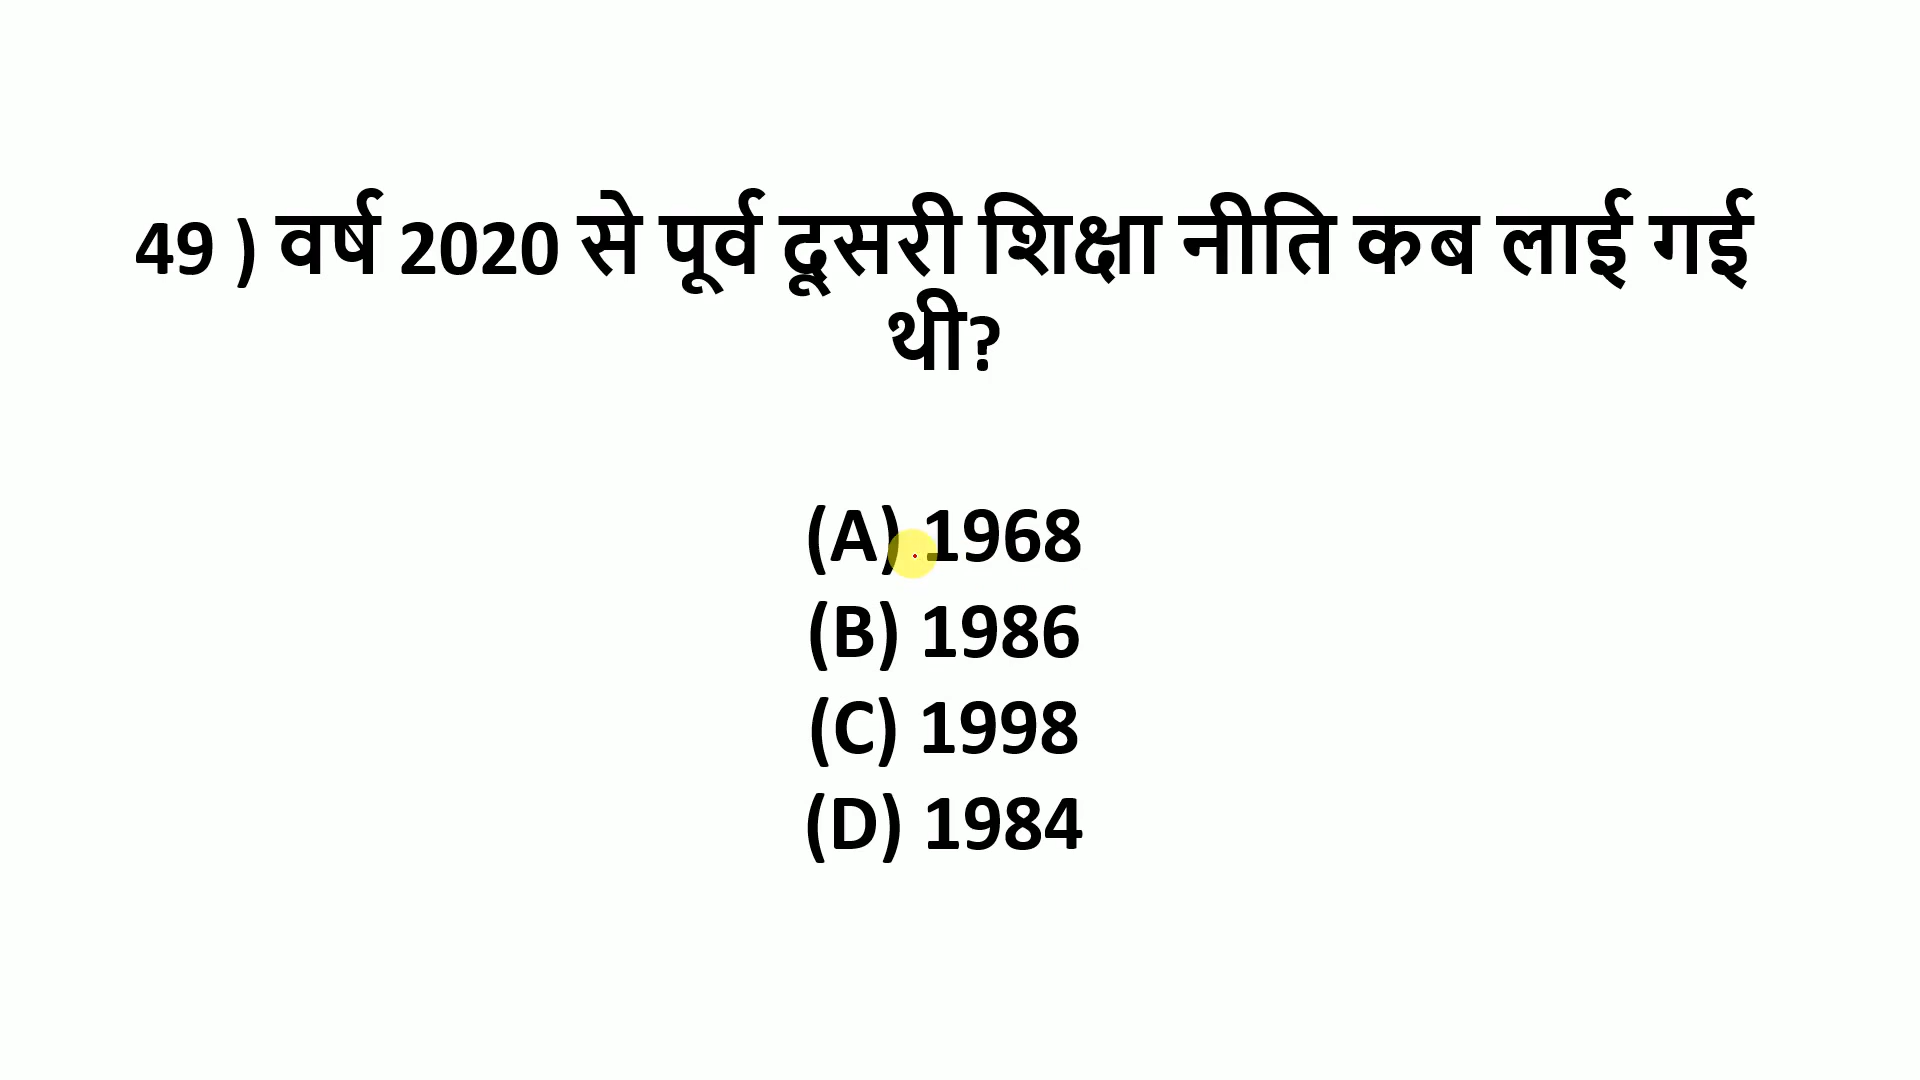 49 ) वर्ष 2020 से पूर्व दूसरी शिक्षा नीति कब लाई गई
थी?
(A) 1968
(B) 1986
(C) 1998
(D) 1984